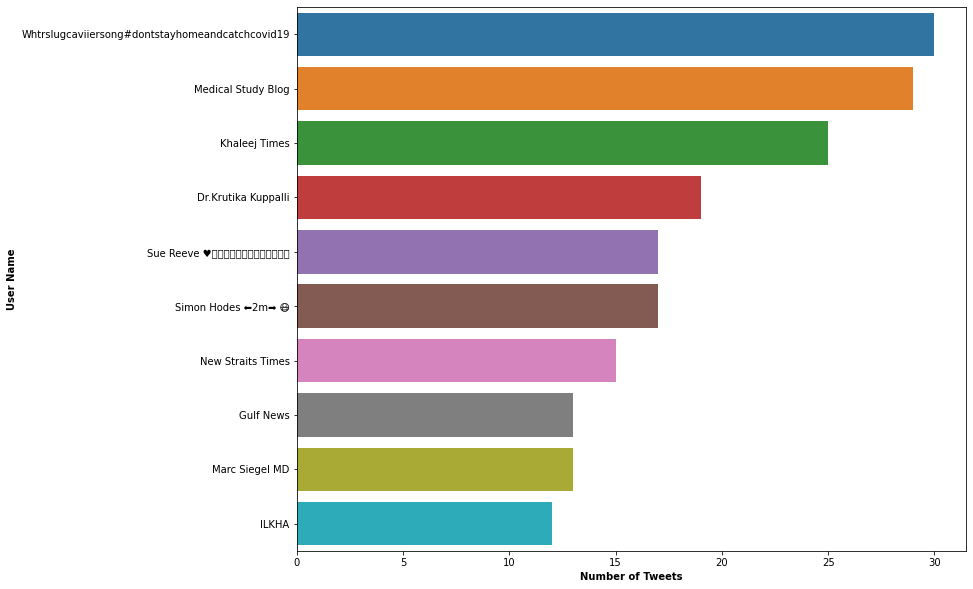 Whtrslugcaviiersong#dontstayhomeandcatchcovid19
Medical Study Blog
Khaleej Times
Dr.Krutika Kuppalli
Sue Reeve ♥
Simon Hodes ⬅2m➡ 😷
New Straits Times
Gulf News
Marc Siegel MD
ILKHA
User Name
0 5 10 15 20 25 30
Number of Tweets